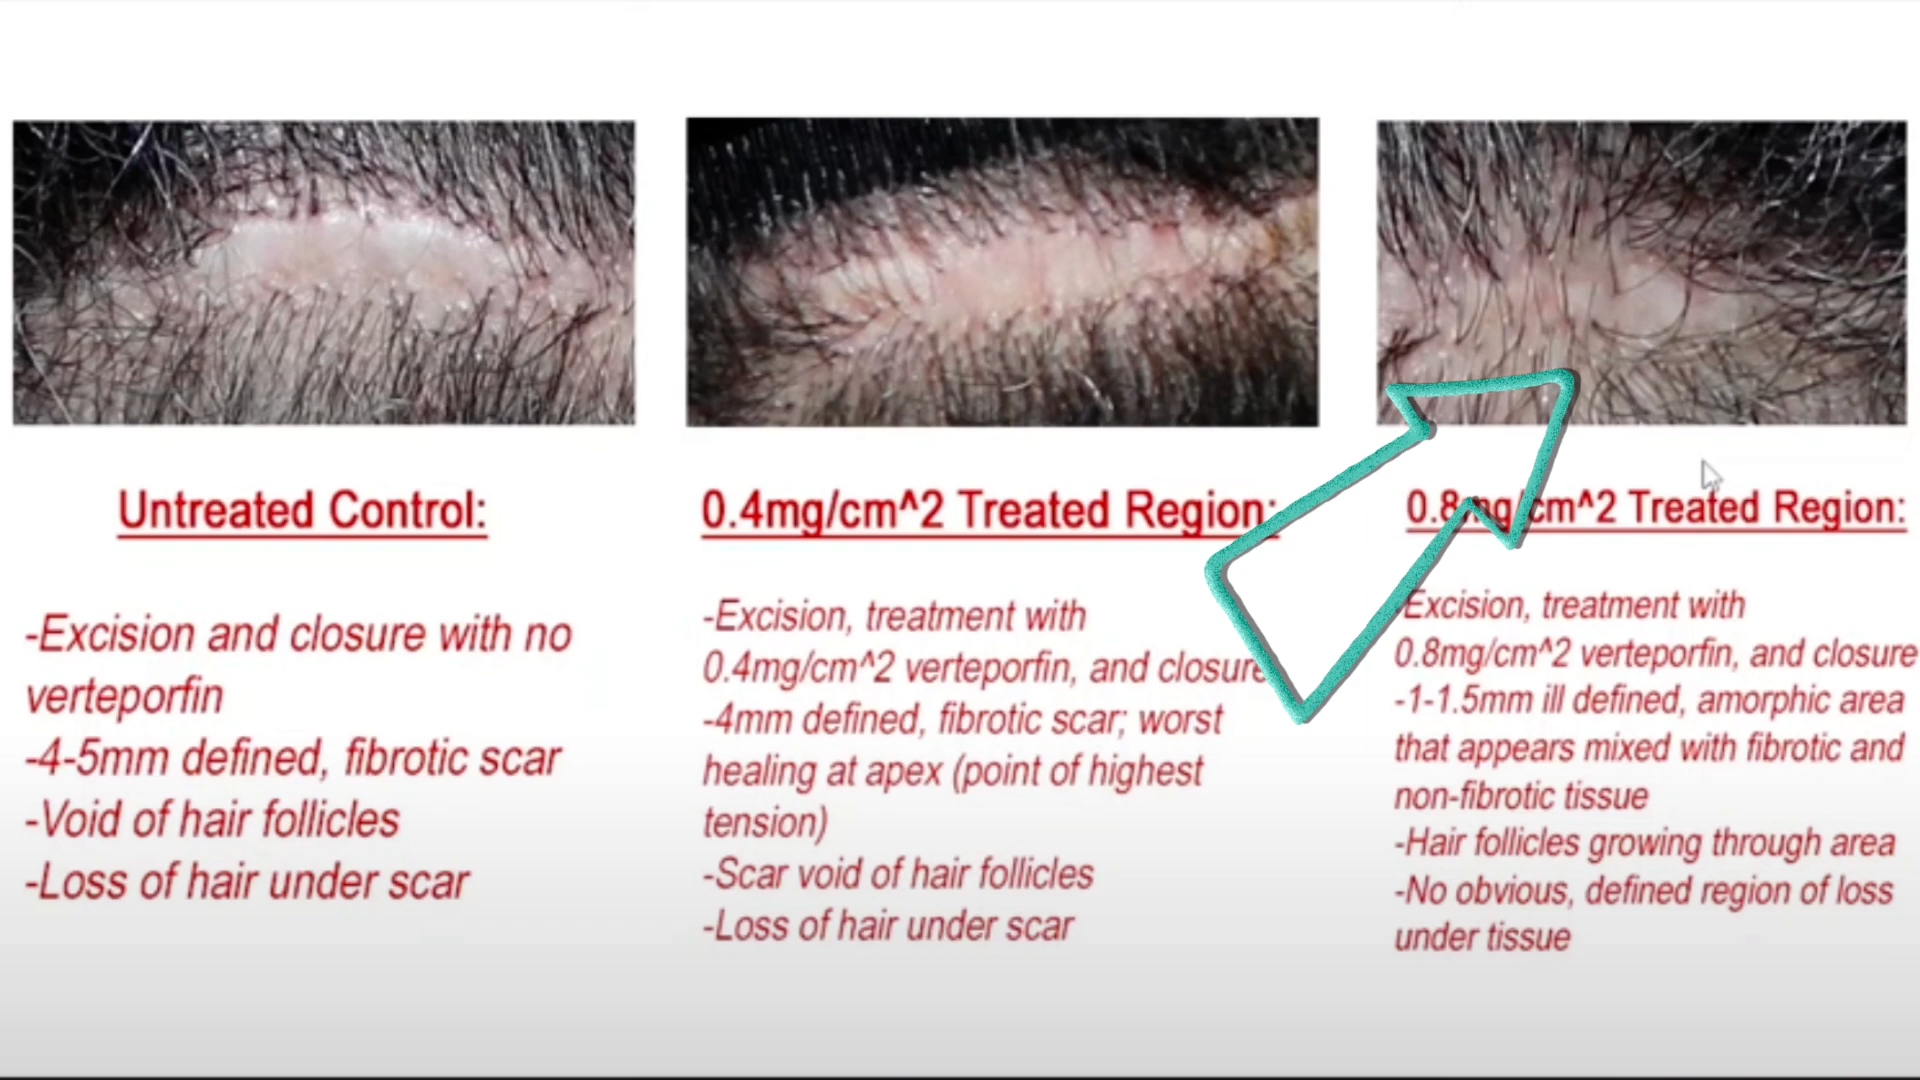 Untreated Control:
-Excision and closure with no
verteporfin
-4-5mm defined, fibrotic scar
-Void of hair follicles
-Loss of hair under scar
0.4mg/cm^2 Treated Region:
-Excision, treatment with
0.4mg/cm^2 verteporfin, and closure
-4mm defined, fibrotic scar; worst
healing at apex (point of highest
tension)
-Scar void of hair follicles
-Loss of hair under scar
0.8mg/cm^2 Treated Region:
-Excision, treatment with
0.8mg/cm^2 verteporfin, and closure
-1-1.5mm ill defined, amorphic area
that appears mixed with fibrotic and
non-fibrotic tissue
-Hair follicles growing through area
-No obvious, defined region of loss
under tissue